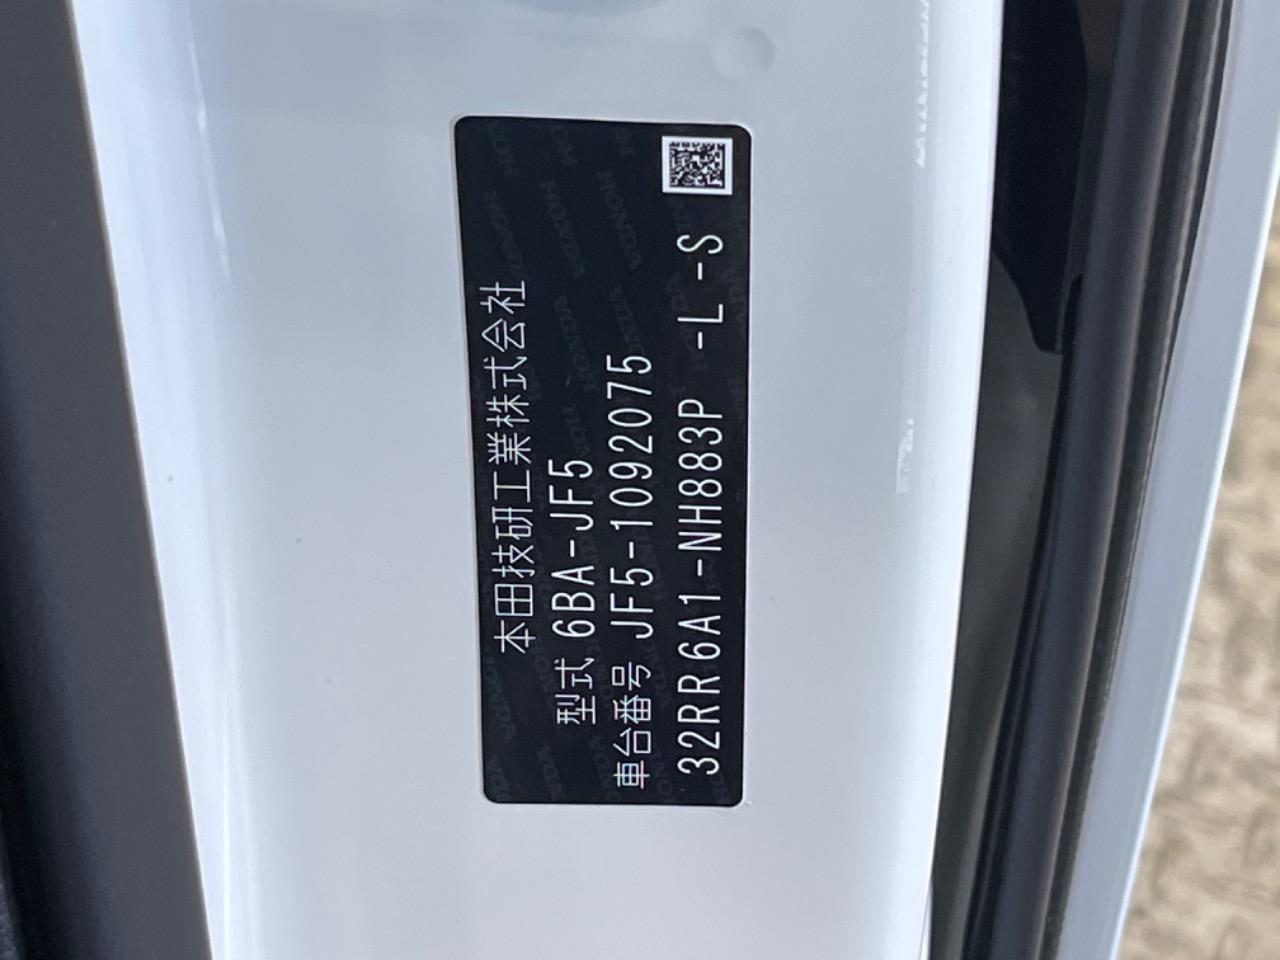 本田技研工業株式会社
型式 6BA-JF5
車台番号 JF5-1092075
32RR6A1-NH883P -L -S